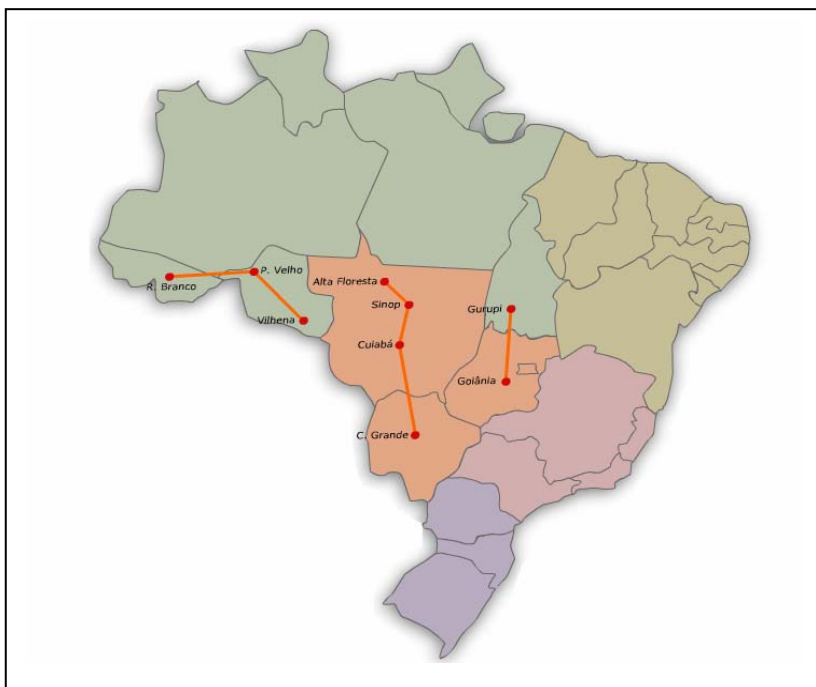 P. Velho
R. Branco
Vilhena
Alta Floresta
Sinop
Cuiabá
C. Grande
Gurupi
Goiânia